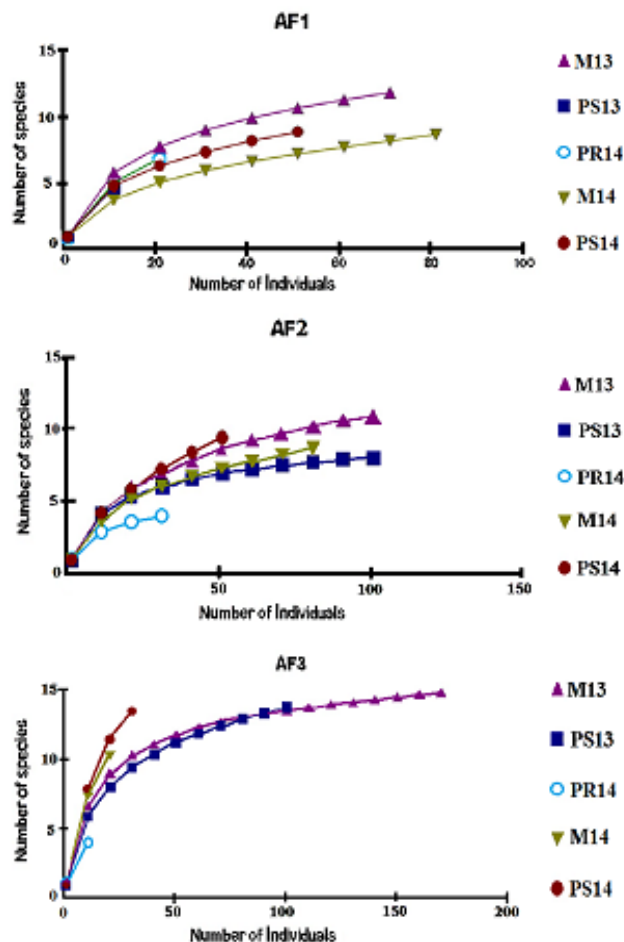 AF1
15
10
5
0
Number of species
0
20
40
60
80
100
Number of İndividuals
M13
PS13
PR14
M14
PS14
AF2
15
10
5
0
Number of species
50
100
150
Number of İndividuals
M13
PS13
PR14
M14
PS14
AF3
15
10
5
0
Number of species
0
50
100
150
200
Number of İndividuals
M13
PS13
PR14
M14
PS14